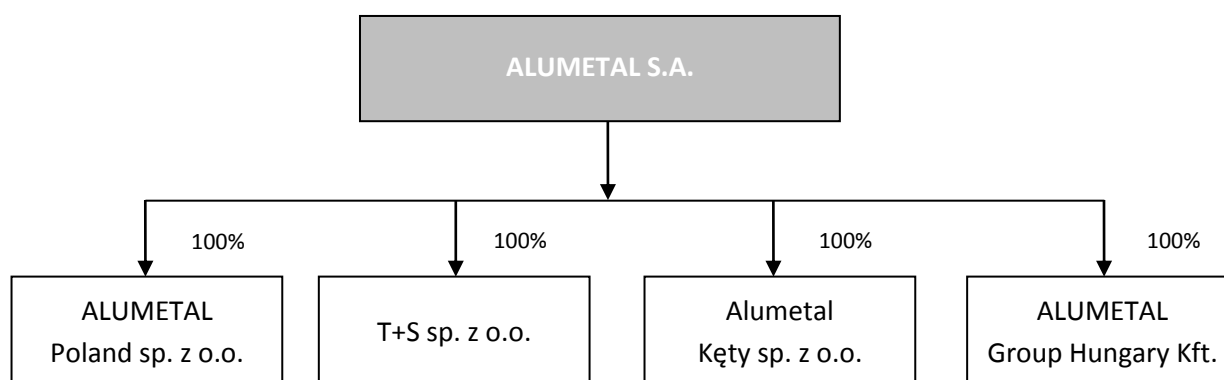 ALUMETAL S.A.
100%
100%
100%
100%
ALUMETAL
Poland sp. z o.o.
T+S sp. z o.o.
Alumetal
Kęty sp. z o.o.
ALUMETAL
Group Hungary Kft.